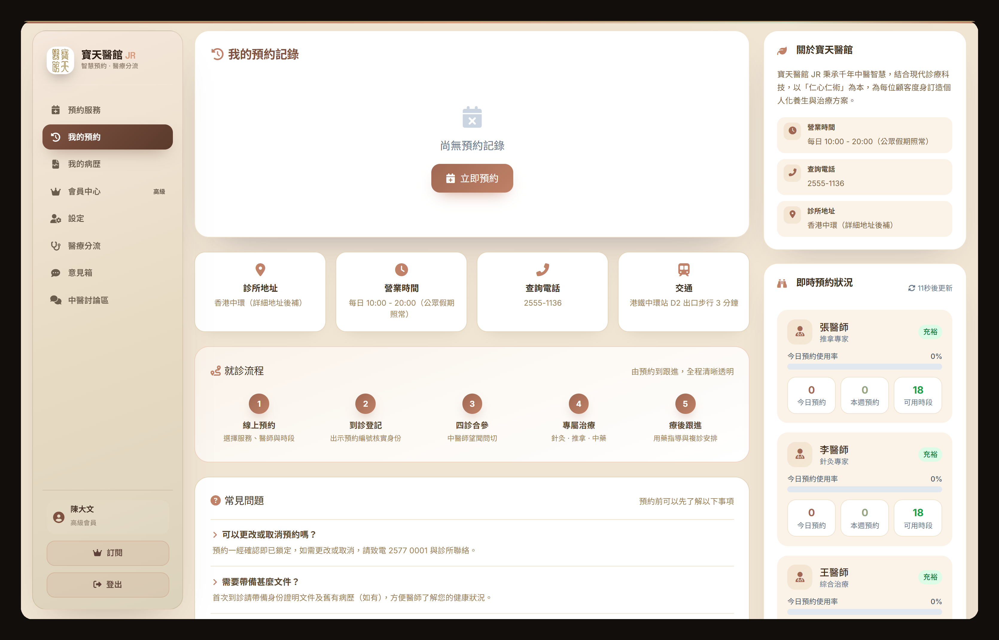 寶天醫館
寶天醫館 JR
智慧預約 · 醫療分流
預約服務
我的預約
我的病歷
會員中心 高級
設定
醫療分流
意見箱
中醫討論區
陳大文
高級會員
訂閱
登出
我的預約記錄
尚無預約記錄
立即預約
診所地址
香港中環（詳細地址後補）
營業時間
每日 10:00 - 20:00（公眾假期
照常）
查詢電話
2555-1136
交通
港鐵中環站 D2 出口步行 3 分鐘
就診流程
由預約到跟進，全程清晰透明
1
線上預約
選擇服務、醫師與時段
2
到診登記
出示預約編號核實身份
3
四診合參
中醫師望聞問切
4
專屬治療
針灸 · 推拿 · 中藥
5
療後跟進
用藥指導與複診安排
常見問題
預約前可以先了解以下事項
可以更改或取消預約嗎？
預約一經確認即已鎖定，如需更改或取消，請致電 2577 0001 與診所聯絡。
需要帶備甚麼文件？
首次到診請帶備身份證明文件及舊有病歷（如有），方便醫師了解您的健康狀況。
關於寶天醫館
寶天醫館 JR 秉承千年中醫智慧，結合現代診療科
技，以「仁心仁術」為本，為每位顧客度身訂造個
人化養生與治療方案。
營業時間
每日 10:00 - 20:00（公眾假期照常）
查詢電話
2555-1136
診所地址
香港中環（詳細地址後補）
即時預約狀況
11秒後更新
張醫師
推拿專家
充裕
今日預約使用率 0%
0 0 18
今日預約 本週預約 可用時段
李醫師
針灸專家
充裕
今日預約使用率 0%
0 0 18
今日預約 本週預約 可用時段
王醫師
綜合治療
充裕
今日預約使用率 0%